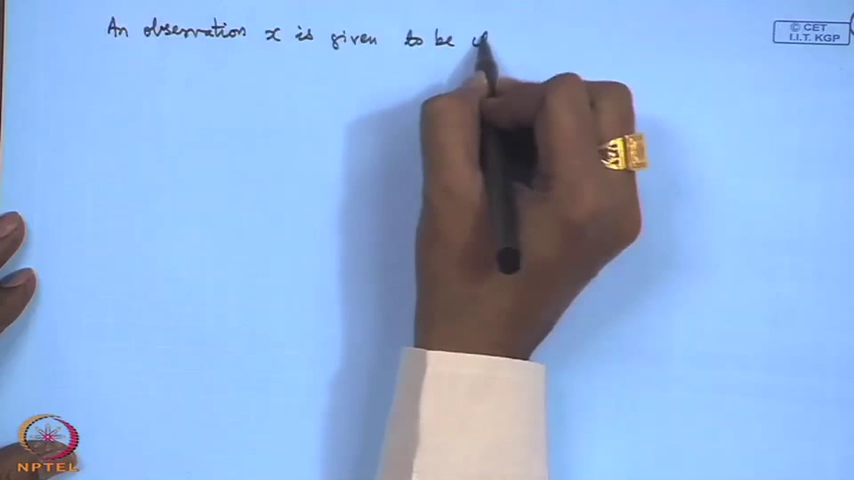 An observation x is given to be
© CET
I.I.T. KGP
NPTEL